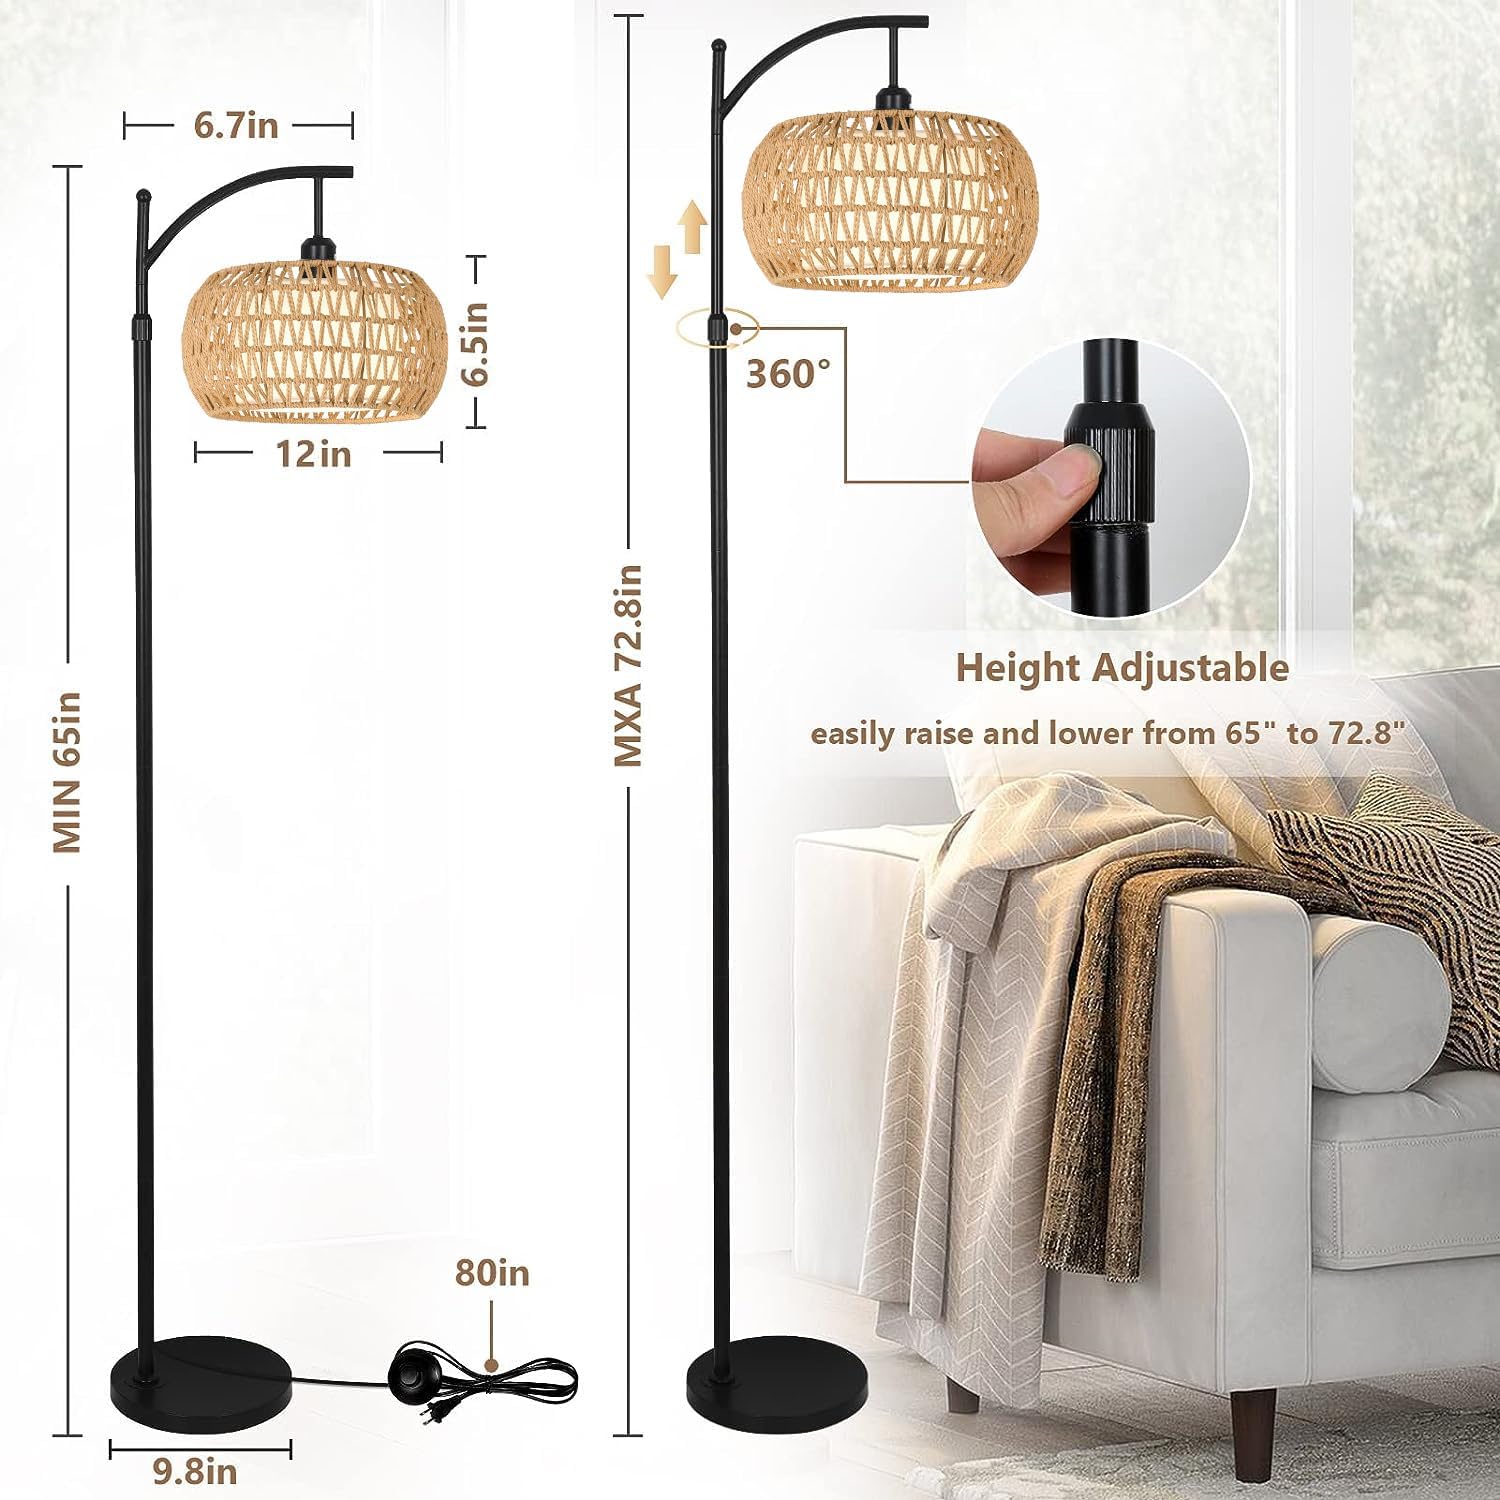 6.7in
6.5in
12in
MIN 65in
80in
9.8in
MXA 72.8in
360°
Height Adjustable
easily raise and lower from 65" to 72.8"